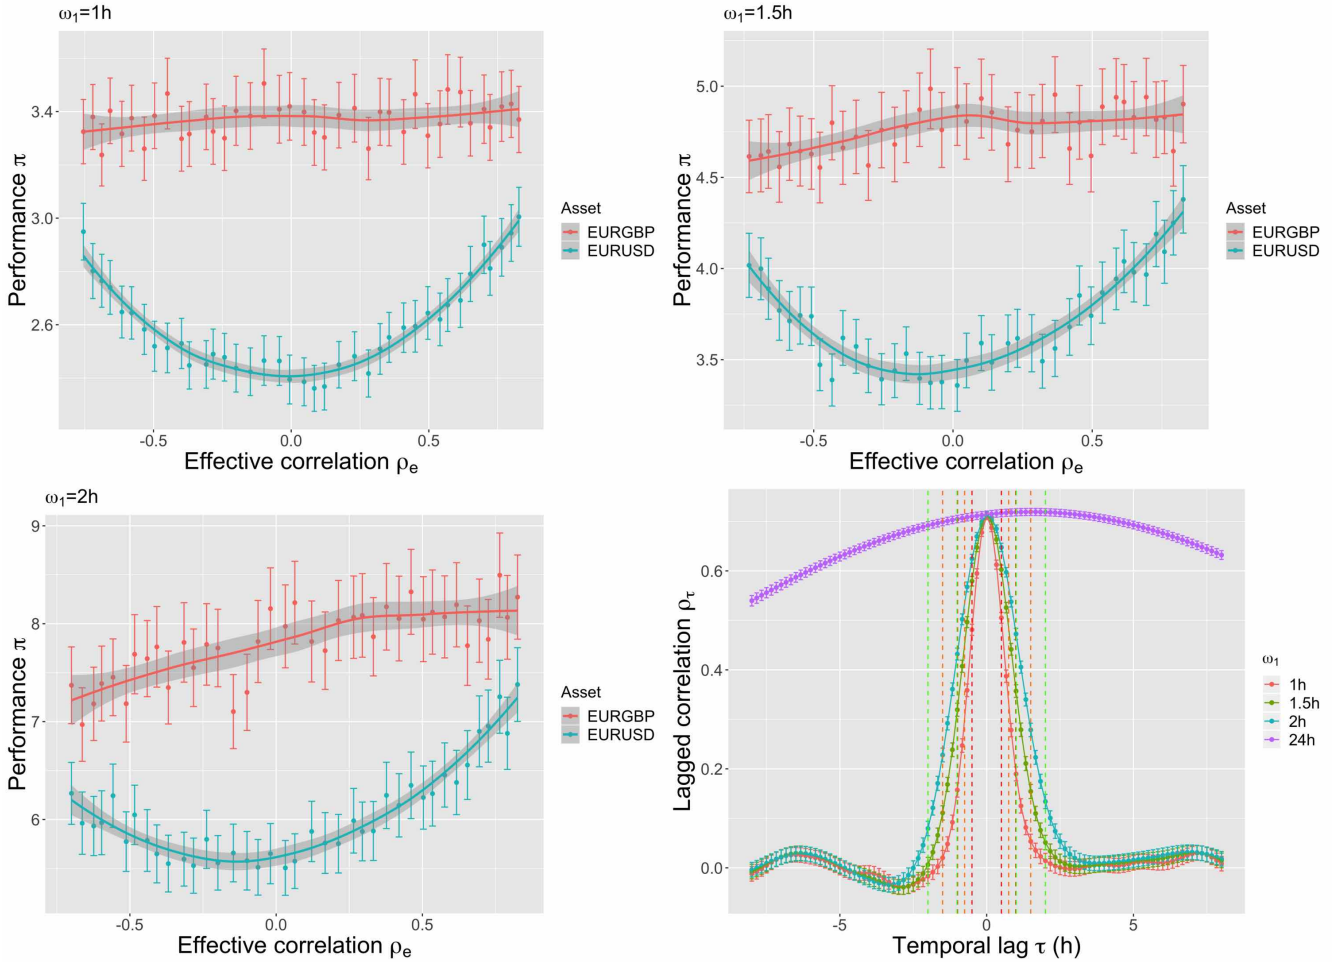 ω₁=1h
Performance π
3.4
3.0
2.6
-0.5
0.0
0.5
Effective correlation ρₑ
Asset
EURGBP
EURUSD
ω₁=1.5h
Performance π
5.0
4.5
4.0
3.5
-0.5
0.0
0.5
Effective correlation ρₑ
Asset
EURGBP
EURUSD
ω₁=2h
Performance π
9
8
7
6
-0.5
0.0
0.5
Effective correlation ρₑ
Asset
EURGBP
EURUSD
Lagged correlation ρτ
0.6
0.4
0.2
0.0
-5
0
5
Temporal lag τ (h)
ω₁
1h
1.5h
2h
24h